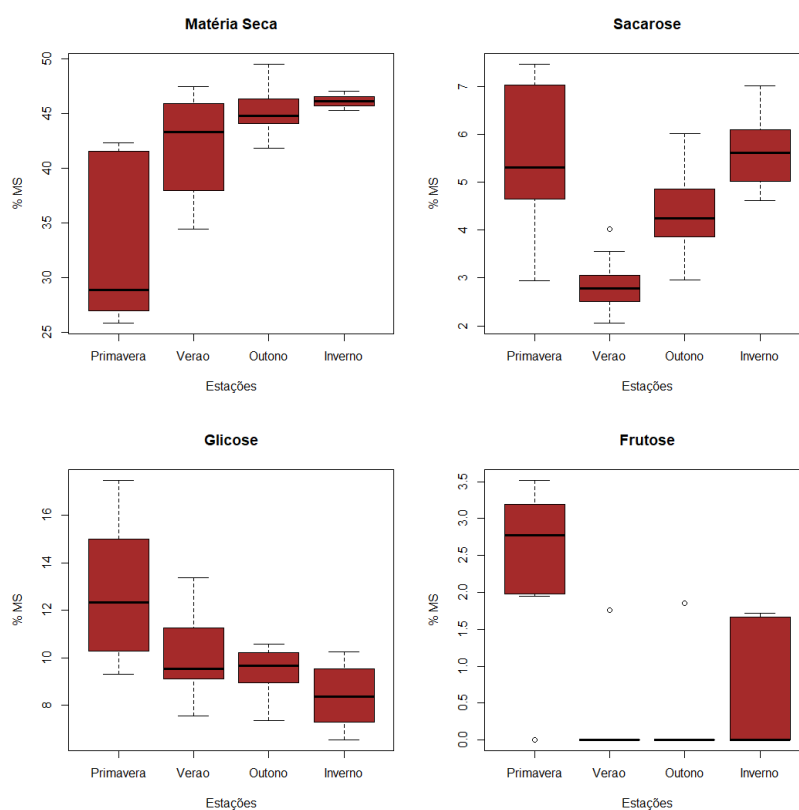 Matéria Seca
% MS
50
45
40
35
30
25
Primavera Verao Outono Inverno
Estações
Sacarose
% MS
7
6
5
4
3
2
Primavera Verao Outono Inverno
Estações
Glicose
% MS
16
14
12
10
8
Primavera Verao Outono Inverno
Estações
Frutose
% MS
3.5
3.0
2.5
2.0
1.5
1.0
0.5
0.0
Primavera Verao Outono Inverno
Estações